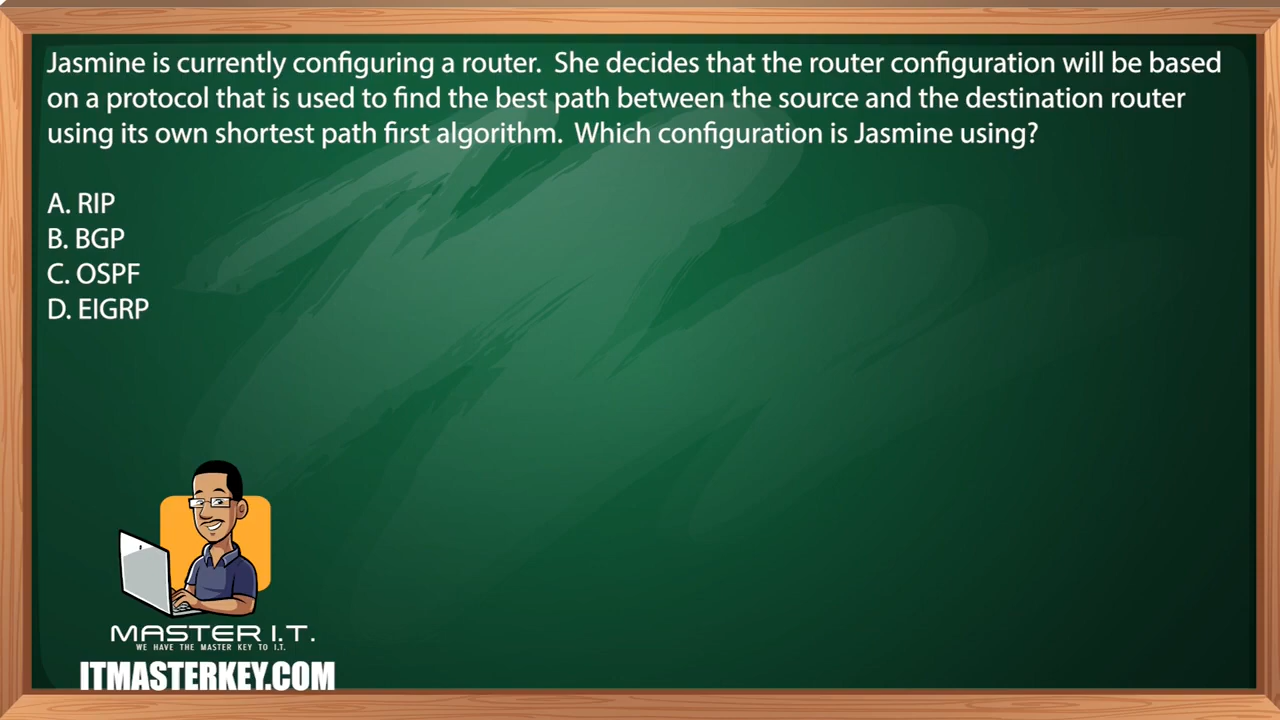 Jasmine is currently configuring a router.  She decides that the router configuration will be based
on a protocol that is used to find the best path between the source and the destination router
using its own shortest path first algorithm.  Which configuration is Jasmine using?
A. RIP
B. BGP
C. OSPF
D. EIGRP
MASTER I.T.
WE HAVE THE MASTER KEY TO I.T.
ITMASTERKEY.COM